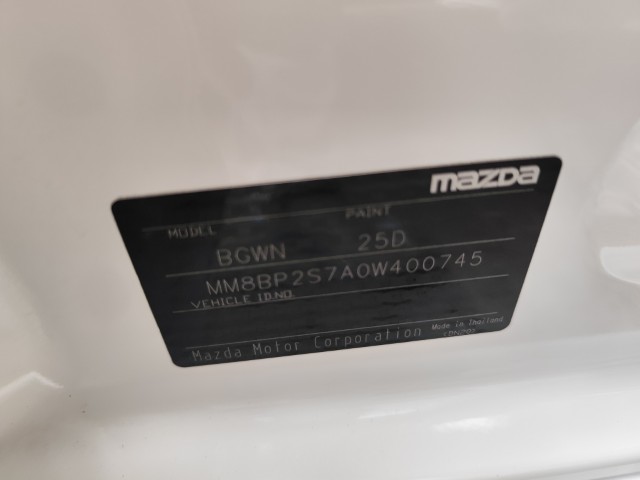 mazda
MODEL PAINT
BGWN 25D
MM8BP2S7A0W400745
VEHICLE ID.NO.
Made in Thailand
Mazda Motor Corporation